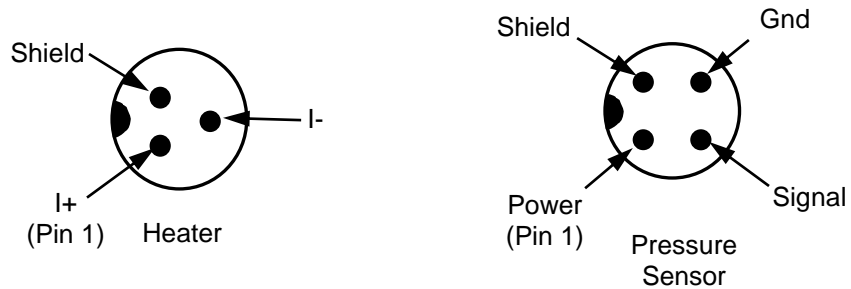 Shield
I-
I+
(Pin 1)
Heater
Shield
Gnd
Power
(Pin 1)
Signal
Pressure
Sensor